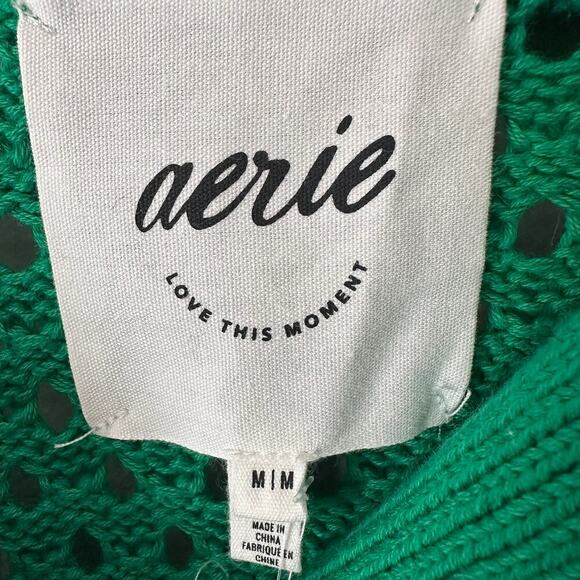 aerie
LOVE THIS MOMENT
M | M
MADE IN
CHINA
FABRIQUÉ EN
CHINE